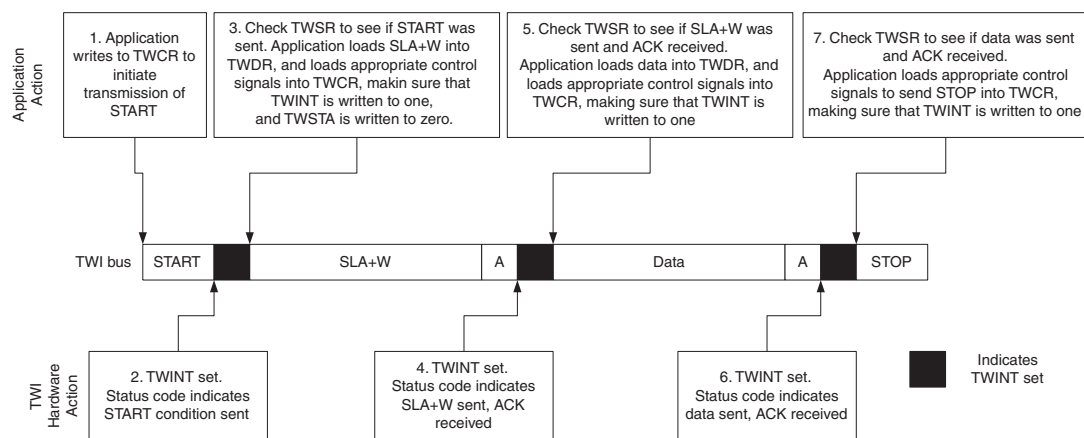 Application
Action
1. Application
writes to TWCR to
initiate
transmission of
START
3. Check TWSR to see if START was
sent. Application loads SLA+W into
TWDR, and loads appropriate control
signals into TWCR, makin sure that
TWINT is written to one,
and TWSTA is written to zero.
5. Check TWSR to see if SLA+W was
sent and ACK received.
Application loads data into TWDR, and
loads appropriate control signals into
TWCR, making sure that TWINT is
written to one
7. Check TWSR to see if data was sent
and ACK received.
Application loads appropriate control
signals to send STOP into TWCR,
making sure that TWINT is written to one
TWI bus
START
SLA+W
A
Data
A
STOP
TWI
Hardware
Action
2. TWINT set.
Status code indicates
START condition sent
4. TWINT set.
Status code indicates
SLA+W sent, ACK
received
6. TWINT set.
Status code indicates
data sent, ACK received
Indicates
TWINT set